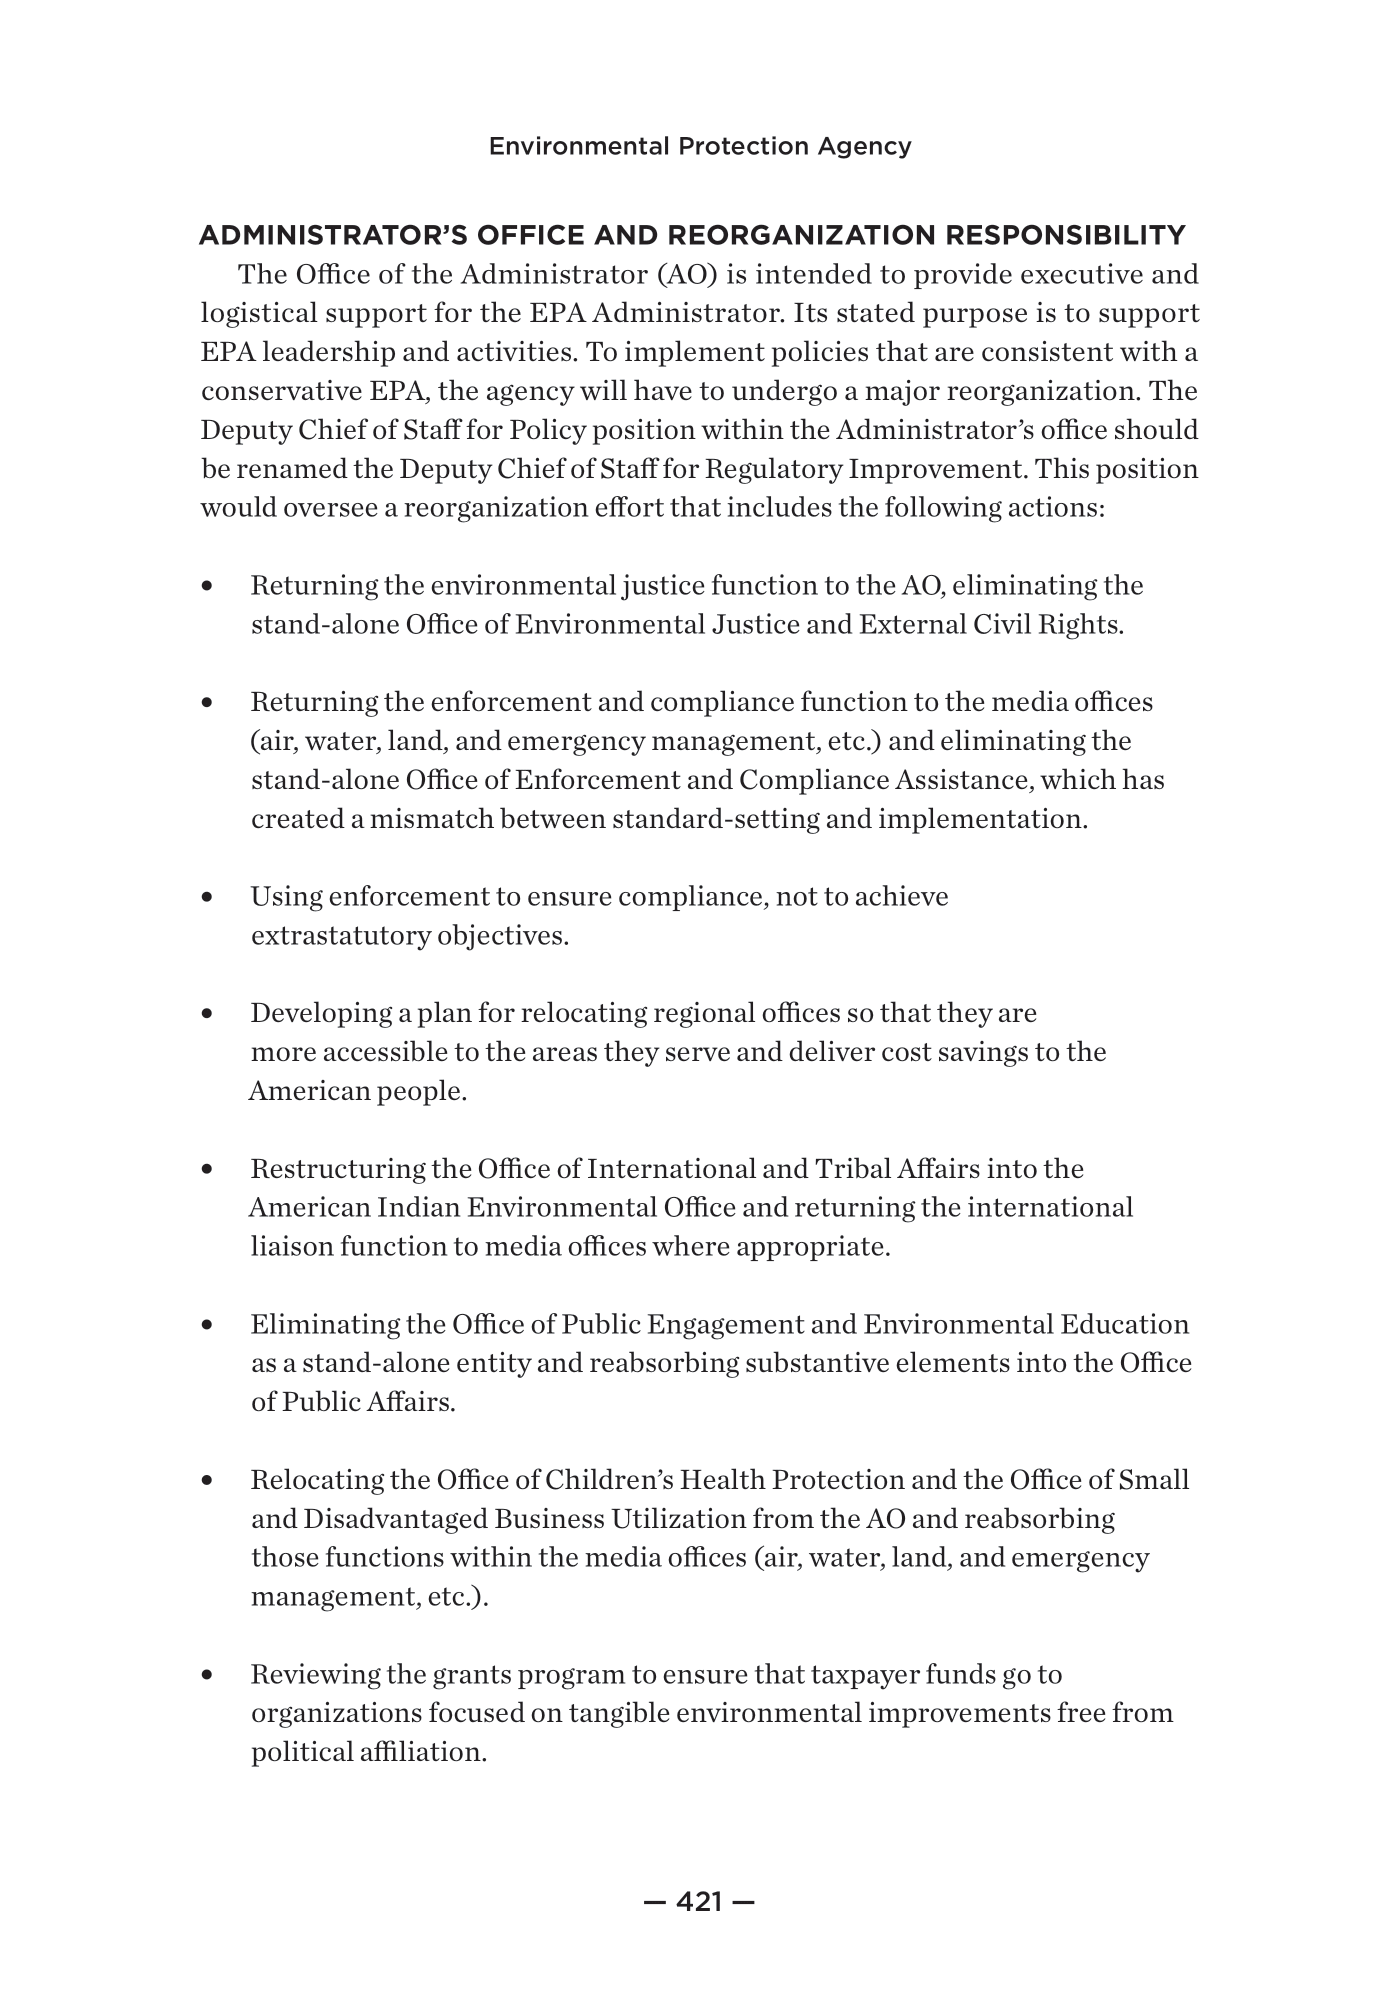 Environmental Protection Agency
ADMINISTRATOR’S OFFICE AND REORGANIZATION RESPONSIBILITY
The Office of the Administrator (AO) is intended to provide executive and
logistical support for the EPA Administrator. Its stated purpose is to support
EPA leadership and activities. To implement policies that are consistent with a
conservative EPA, the agency will have to undergo a major reorganization. The
Deputy Chief of Staff for Policy position within the Administrator’s office should
be renamed the Deputy Chief of Staff for Regulatory Improvement. This position
would oversee a reorganization effort that includes the following actions:
• Returning the environmental justice function to the AO, eliminating the
stand-alone Office of Environmental Justice and External Civil Rights.
• Returning the enforcement and compliance function to the media offices
(air, water, land, and emergency management, etc.) and eliminating the
stand-alone Office of Enforcement and Compliance Assistance, which has
created a mismatch between standard-setting and implementation.
• Using enforcement to ensure compliance, not to achieve
extrastatutory objectives.
• Developing a plan for relocating regional offices so that they are
more accessible to the areas they serve and deliver cost savings to the
American people.
• Restructuring the Office of International and Tribal Affairs into the
American Indian Environmental Office and returning the international
liaison function to media offices where appropriate.
• Eliminating the Office of Public Engagement and Environmental Education
as a stand-alone entity and reabsorbing substantive elements into the Office
of Public Affairs.
• Relocating the Office of Children’s Health Protection and the Office of Small
and Disadvantaged Business Utilization from the AO and reabsorbing
those functions within the media offices (air, water, land, and emergency
management, etc.).
• Reviewing the grants program to ensure that taxpayer funds go to
organizations focused on tangible environmental improvements free from
political affiliation.
— 421 —